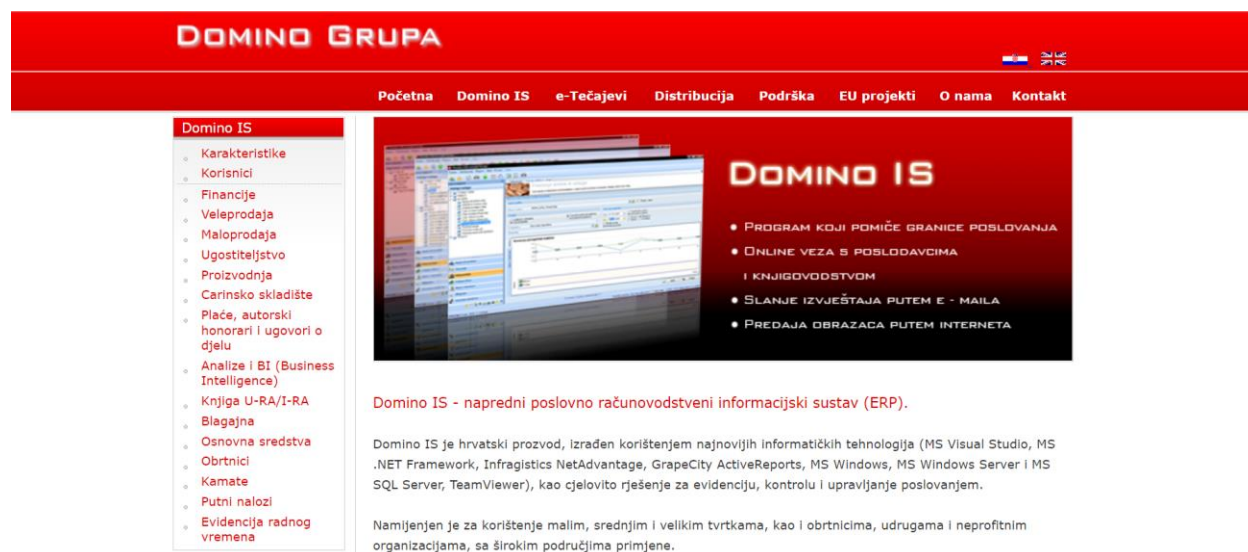 DOMINO GRUPA
Početna Domino IS e-Tečajevi Distribucija Podrška EU projekti O nama Kontakt
Domino IS
Karakteristike
Korisnici
Financije
Veleprodaja
Maloprodaja
Ugostiteljstvo
Proizvodnja
Carinsko skladište
Plaće, autorski
honorari i ugovori o
djelu
Analize i BI (Business
Intelligence)
Knjiga U-RA/I-RA
Blagajna
Osnovna sredstva
Obrtnici
Kamate
Putni nalozi
Evidencija radnog
vremena
DOMINO IS
• PROGRAM KOJI POMIČE GRANICE POSLOVANJA
• ONLINE VEZA S POSLODAVCIMA
I KNJIGOVODSTVOM
• SLANJE IZVJEŠTAJA PUTEM E - MAILA
• PREDAJA OBRAZACA PUTEM INTERNETA
Domino IS - napredni poslovno računovodstveni informacijski sustav (ERP).
Domino IS je hrvatski prozvod, izrađen korištenjem najnovijih informatičkih tehnologija (MS Visual Studio, MS
.NET Framework, Infragistics NetAdvantage, GrapeCity ActiveReports, MS Windows, MS Windows Server i MS
SQL Server, TeamViewer), kao cjelovito rješenje za evidenciju, kontrolu i upravljanje poslovanjem.
Namijenjen je za korištenje malim, srednjim i velikim tvrtkama, kao i obrtnicima, udrugama i neprofitnim
organizacijama, sa širokim područjima primjene.